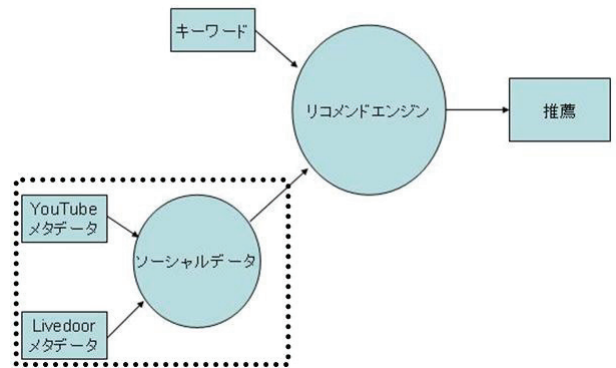 キーワード
リコメンドエンジン
推薦
YouTube
メタデータ
ソーシャルデータ
Livedoor
メタデータ